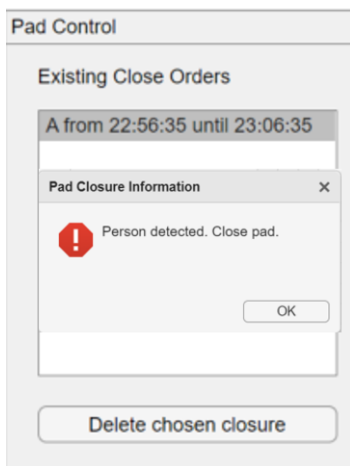 Pad Control
Existing Close Orders
A from 22:56:35 until 23:06:35
Pad Closure Information
Person detected. Close pad.
OK
Delete chosen closure